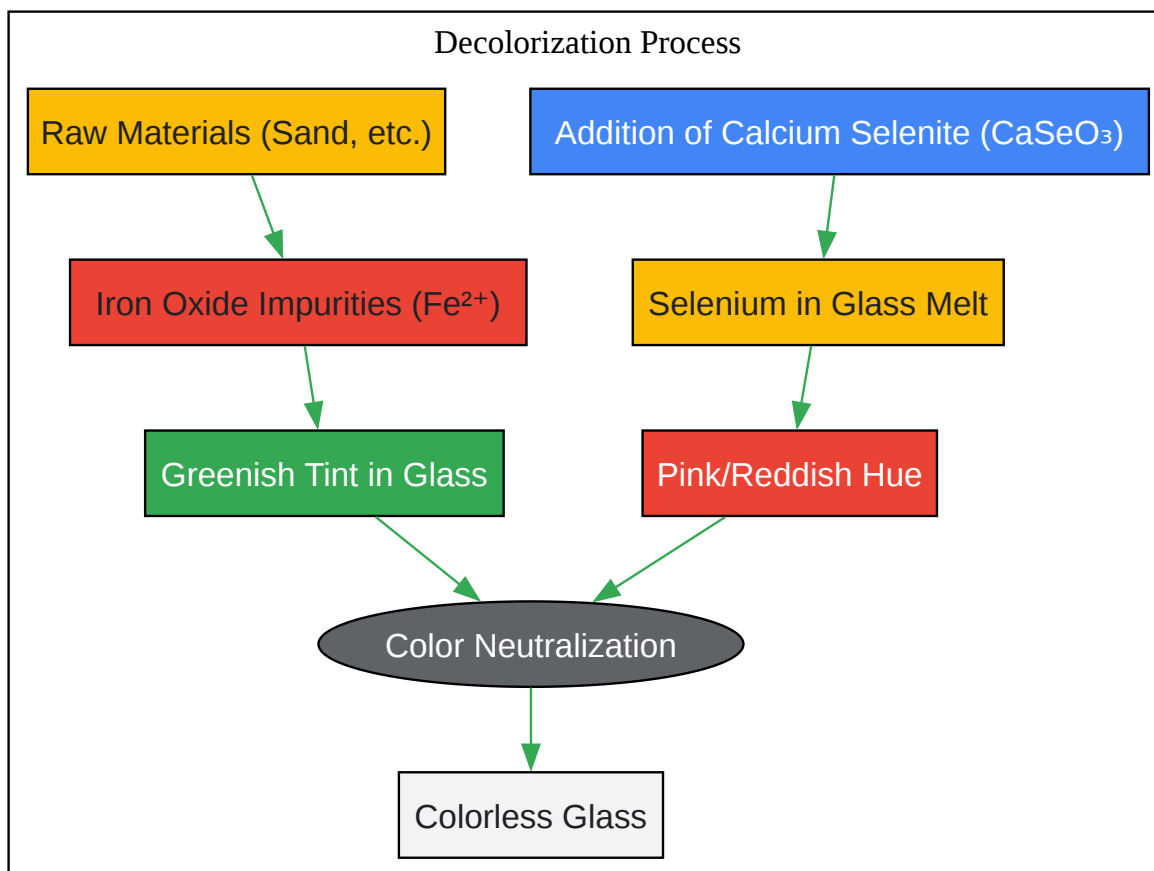 Decolorization Process
Raw Materials (Sand, etc.)
Addition of Calcium Selenite (CaSeO₃)
Iron Oxide Impurities (Fe²⁺)
Selenium in Glass Melt
Greenish Tint in Glass
Pink/Reddish Hue
Color Neutralization
Colorless Glass